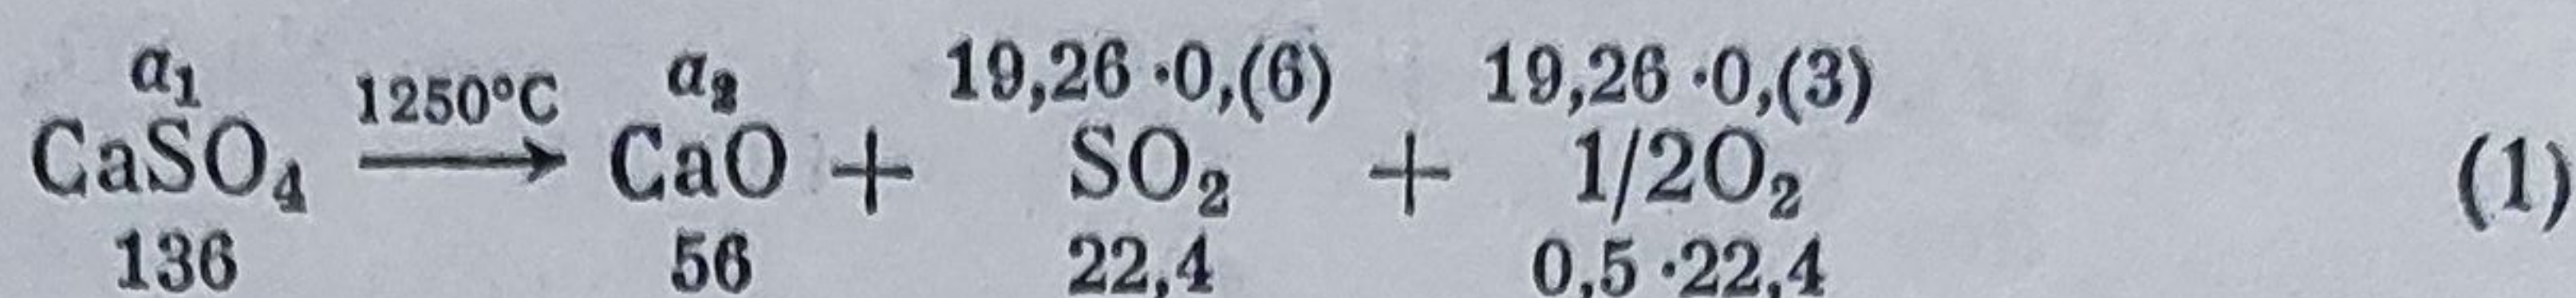 a₁ 1250°C a₂ 19,26 ·0,(6) 19,26 ·0,(3)
CaSO₄ ⟶ CaO + SO₂ + 1/2O₂ (1)
136 56 22,4 0,5 ·22,4